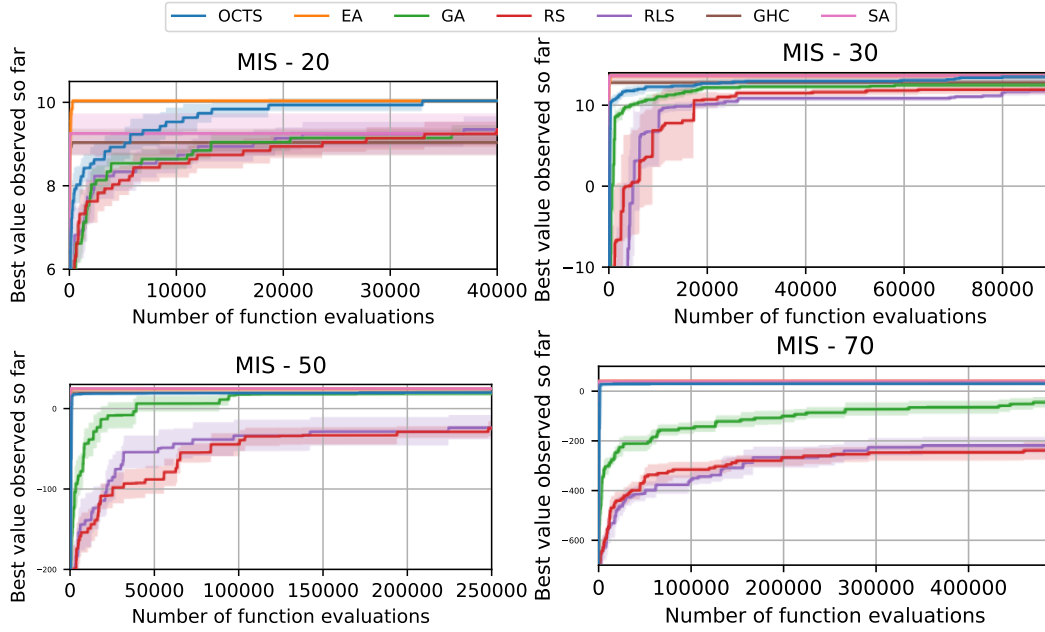 OCTS EA GA RS RLS GHC SA
MIS - 20
Best value observed so far
10
8
6
0 10000 20000 30000 40000
Number of function evaluations
MIS - 30
Best value observed so far
10
0
−10
0 20000 40000 60000 80000
Number of function evaluations
MIS - 50
Best value observed so far
0
−100
−200
0 50000 100000 150000 200000 250000
Number of function evaluations
MIS - 70
Best value observed so far
0
−200
−400
−600
0 100000 200000 300000 400000
Number of function evaluations